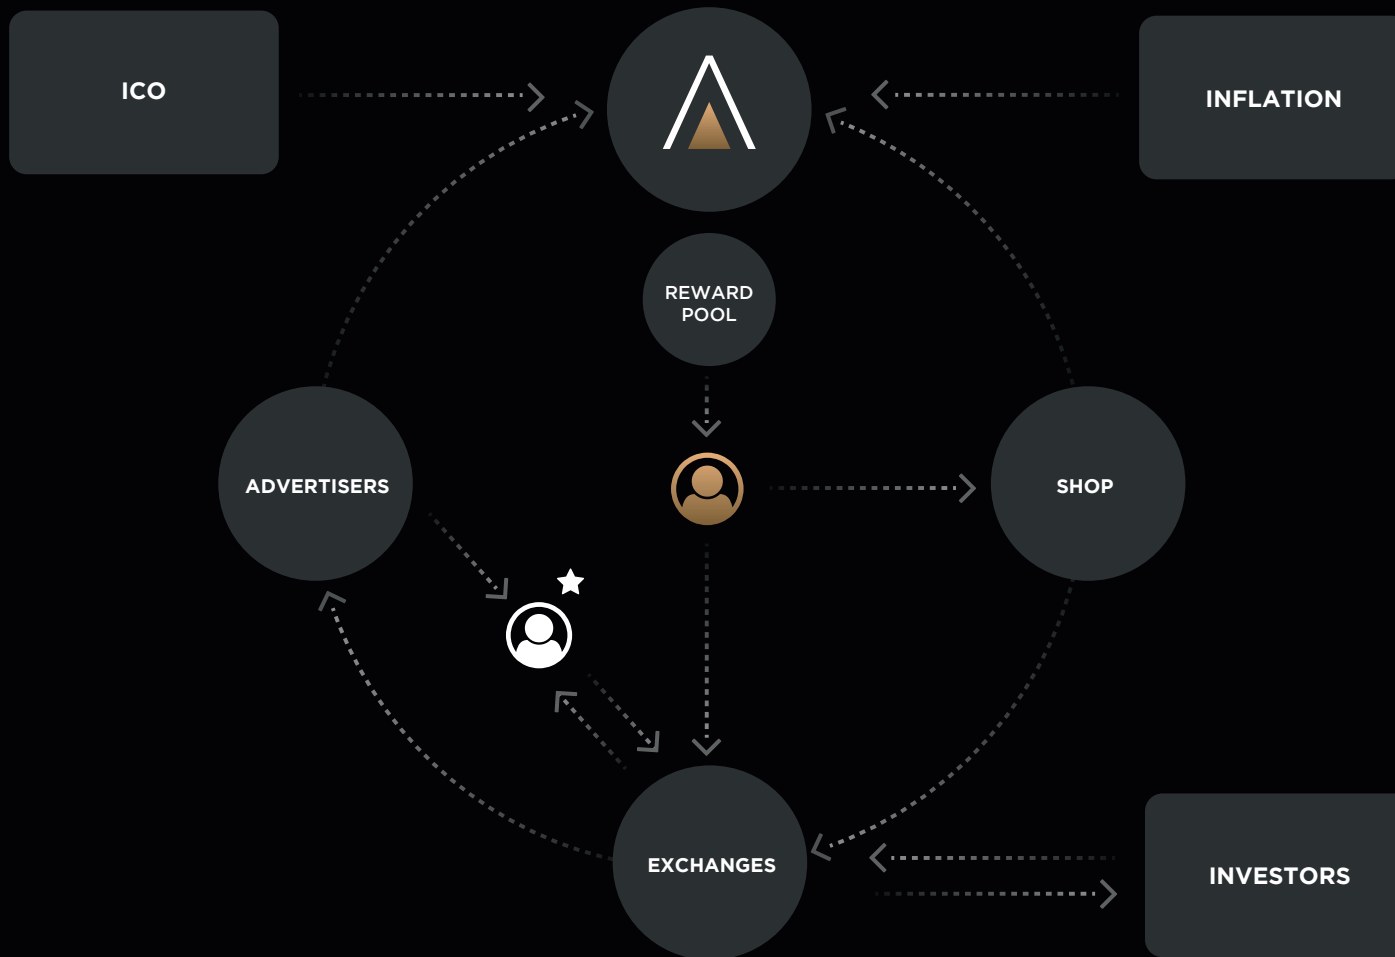 ICO
INFLATION
REWARD
POOL
ADVERTISERS
SHOP
EXCHANGES
INVESTORS